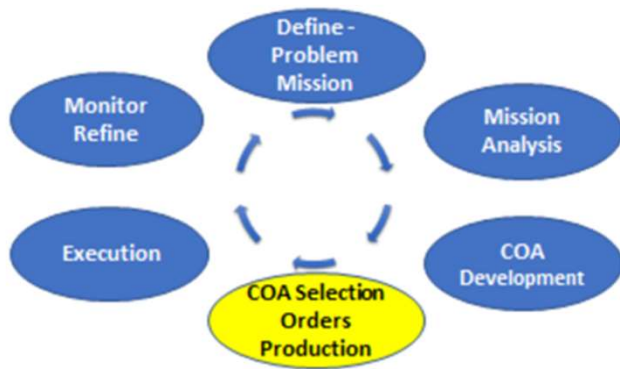 Define -
Problem
Mission
Mission
Analysis
COA
Development
COA Selection
Orders
Production
Execution
Monitor
Refine